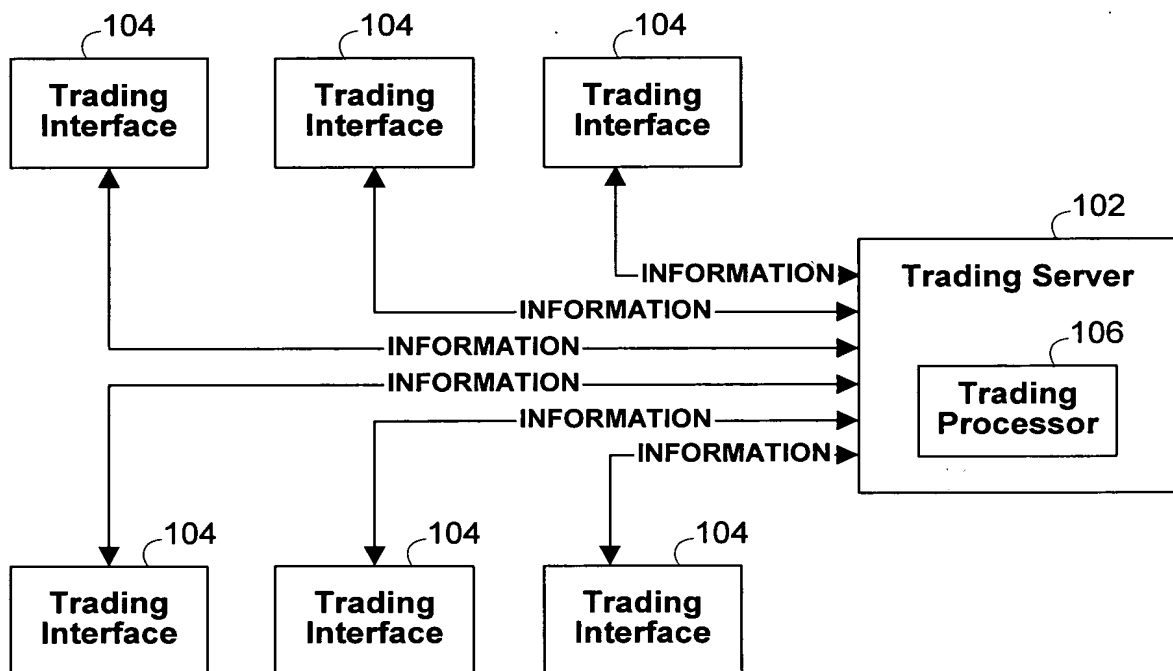 104
104
104
Trading
Interface
Trading
Interface
Trading
Interface
102
INFORMATION
Trading Server
INFORMATION
INFORMATION
106
INFORMATION
Trading
Processor
INFORMATION
INFORMATION
104
104
104
Trading
Interface
Trading
Interface
Trading
Interface